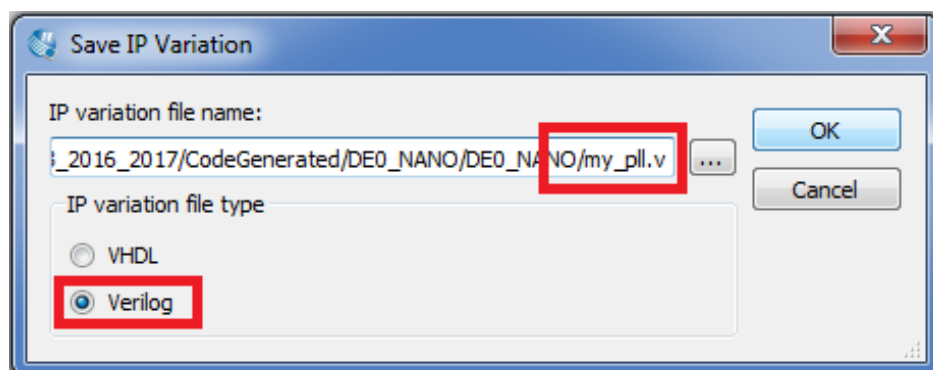 Save IP Variation
IP variation file name:
_2016_2017/CodeGenerated/DE0_NANO/DE0_NANO/my_pll.v
...
OK
Cancel
IP variation file type
VHDL
Verilog